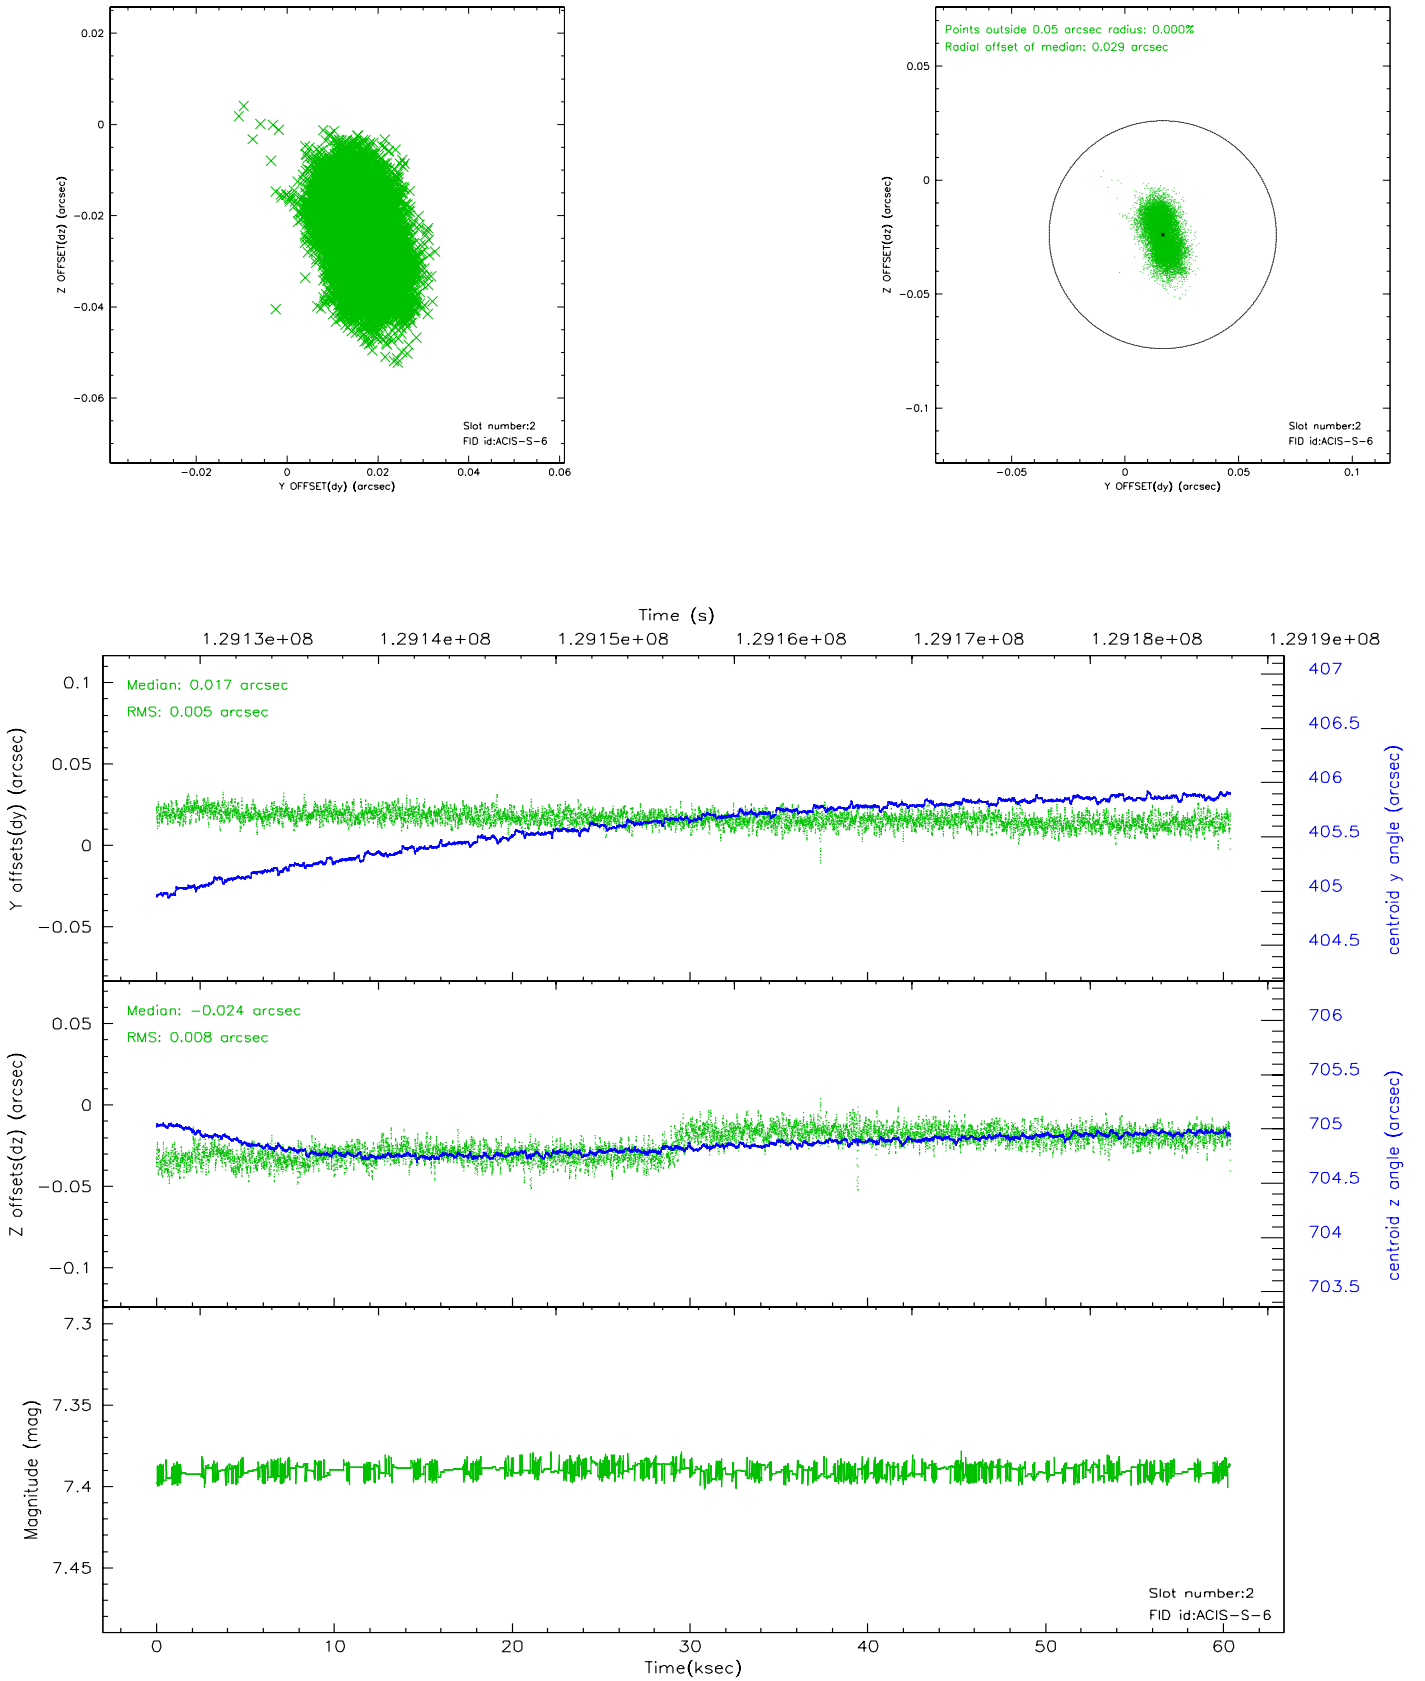 0.02
0
−0.02
−0.04
−0.06
Z OFFSET(dz) (arcsec)
Slot number:2
FID id:ACIS−S−6
−0.02
0
0.02
0.04
0.06
Y OFFSET(dy) (arcsec)
Points outside 0.05 arcsec radius: 0.000%
Radial offset of median: 0.029 arcsec
0.05
0
−0.05
−0.1
Z OFFSET(dz) (arcsec)
Slot number:2
FID id:ACIS−S−6
−0.05
0
0.05
0.1
Y OFFSET(dy) (arcsec)
Time (s)
1.2913e+08
1.2914e+08
1.2915e+08
1.2916e+08
1.2917e+08
1.2918e+08
1.2919e+08
Median: 0.017 arcsec
RMS: 0.005 arcsec
0.1
0.05
0
−0.05
Y offsets(dy) (arcsec)
407
406.5
406
405.5
405
404.5
centroid y angle (arcsec)
Median: −0.024 arcsec
RMS: 0.008 arcsec
0.05
0
−0.05
−0.1
Z offsets(dz) (arcsec)
706
705.5
705
704.5
704
703.5
centroid z angle (arcsec)
7.3
7.35
7.4
7.45
Magnitude (mag)
Slot number:2
FID id:ACIS−S−6
0
10
20
30
40
50
60
Time(ksec)